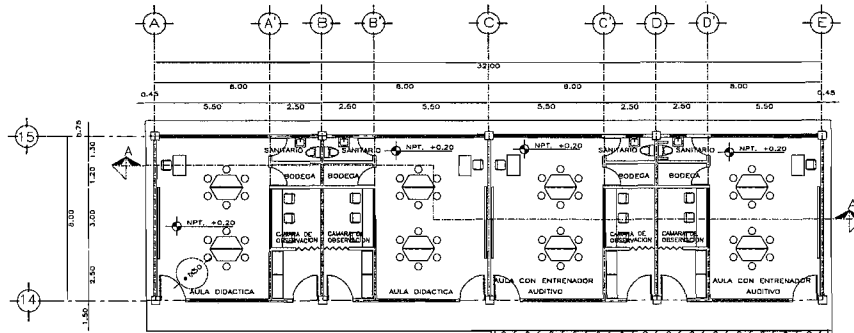 A A' B B' C C' D D' E
32.00
8.00 8.00 8.00 8.00
0.45 5.50 2.50 2.50 5.50 5.50 2.50 2.50 5.50 0.45
15
0.75
1.30
1.20
3.00
2.50
1.50
8.00
14
A
A
SANITARIO SANITARIO
NPT. +0.20
NPT. +0.20
SANITARIO SANITARIO
NPT. +0.20
BODEGA BODEGA
BODEGA BODEGA
NPT. +0.20
CAMARA DE
OBSERVACION
CAMARA DE
OBSERVACION
CAMARA DE
OBSERVACION
CAMARA DE
OBSERVACION
AULA DIDACTICA
AULA DIDACTICA
AULA CON ENTRENADOR
AUDITIVO
AULA CON ENTRENADOR
AUDITIVO